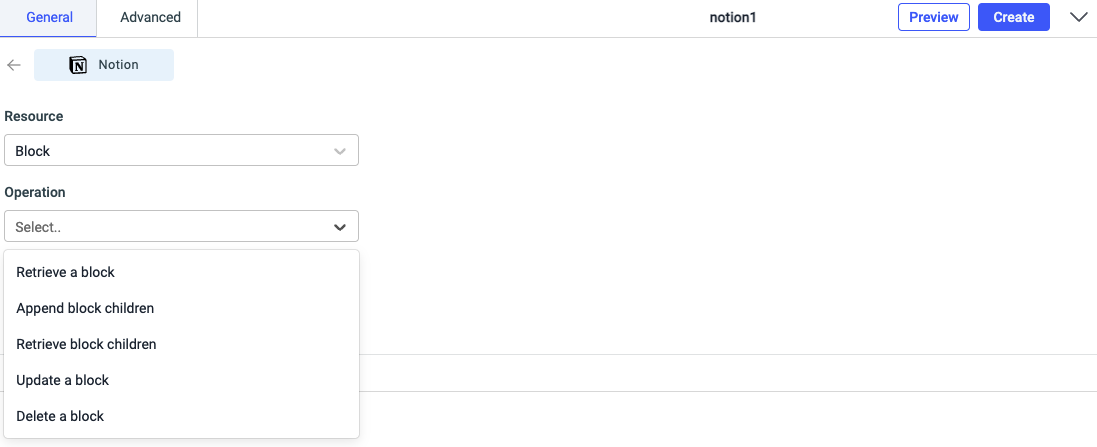 General Advanced notion1 Preview Create
Notion
Resource
Block
Operation
Select..
Retrieve a block
Append block children
Retrieve block children
Update a block
Delete a block